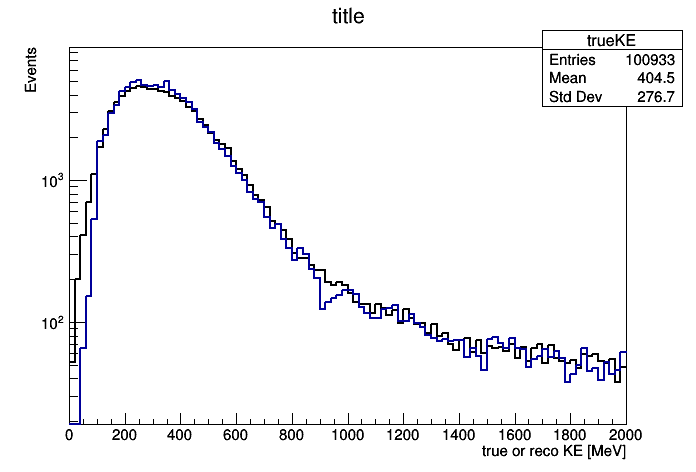 title
trueKE
Entries 100933
Mean 404.5
Std Dev 276.7
Events
10³
10²
0 200 400 600 800 1000 1200 1400 1600 1800 2000
true or reco KE [MeV]